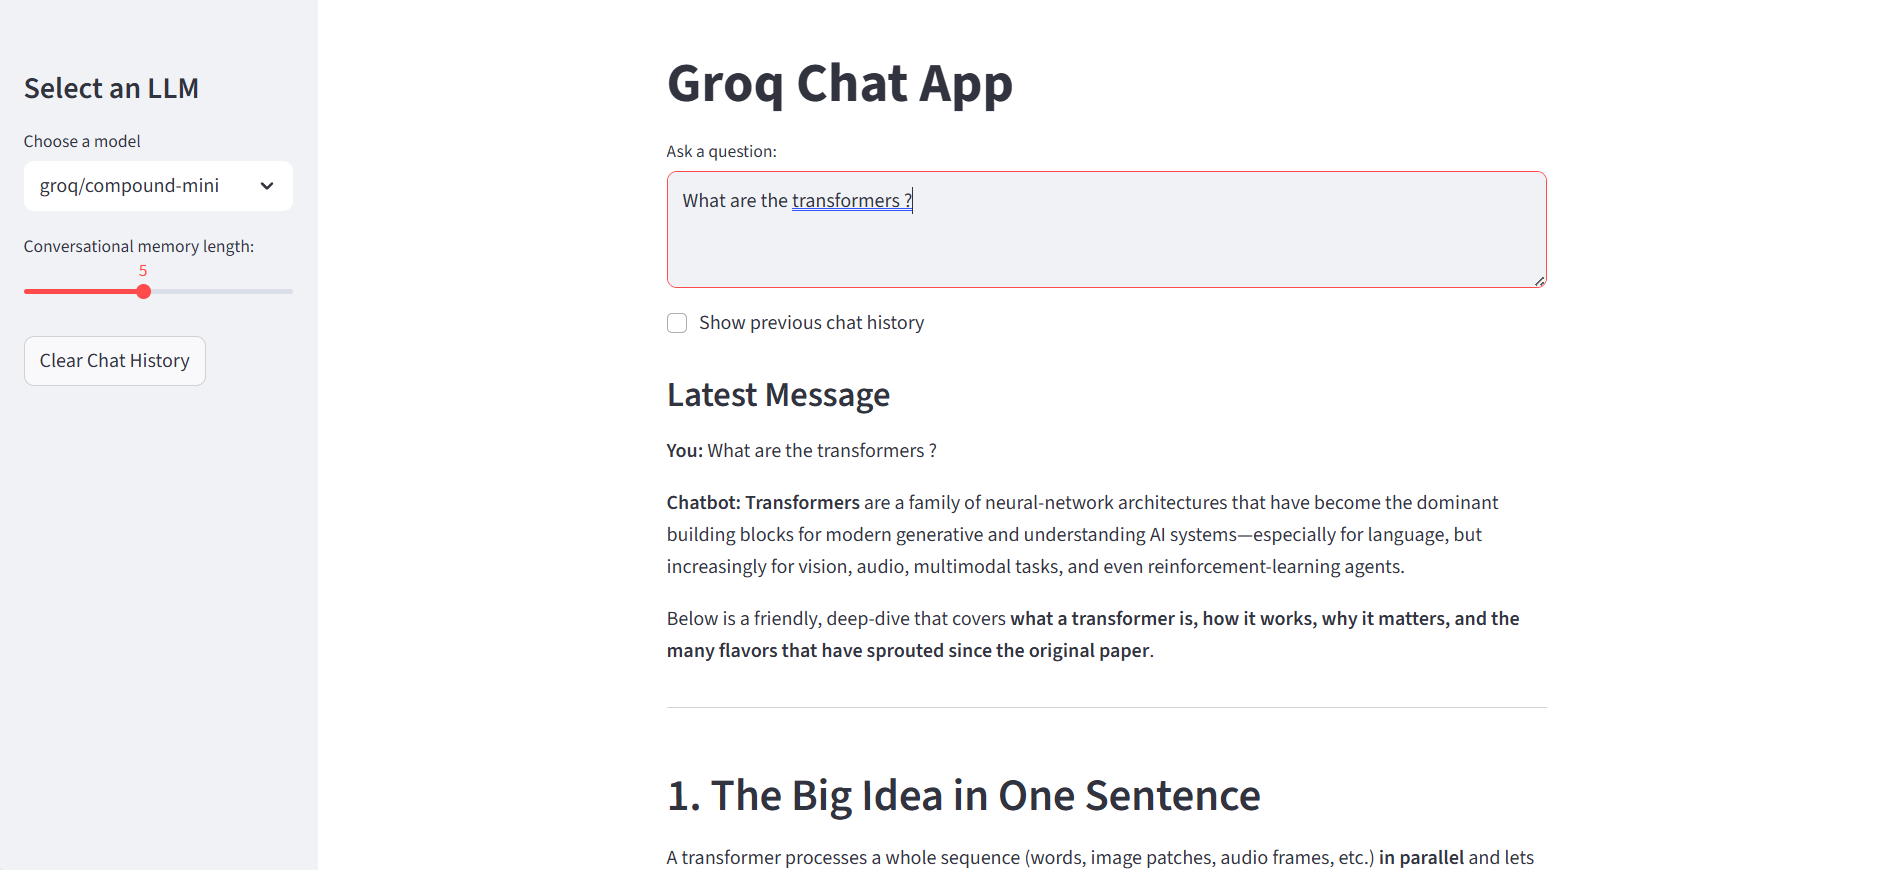 Select an LLM
Choose a model
groq/compound-mini
Conversational memory length:
5
Clear Chat History
Groq Chat App
Ask a question:
What are the transformers ?
Show previous chat history
Latest Message
You: What are the transformers ?
Chatbot: Transformers are a family of neural-network architectures that have become the dominant
building blocks for modern generative and understanding AI systems—especially for language, but
increasingly for vision, audio, multimodal tasks, and even reinforcement-learning agents.
Below is a friendly, deep-dive that covers what a transformer is, how it works, why it matters, and the
many flavors that have sprouted since the original paper.
1. The Big Idea in One Sentence
A transformer processes a whole sequence (words, image patches, audio frames, etc.) in parallel and lets